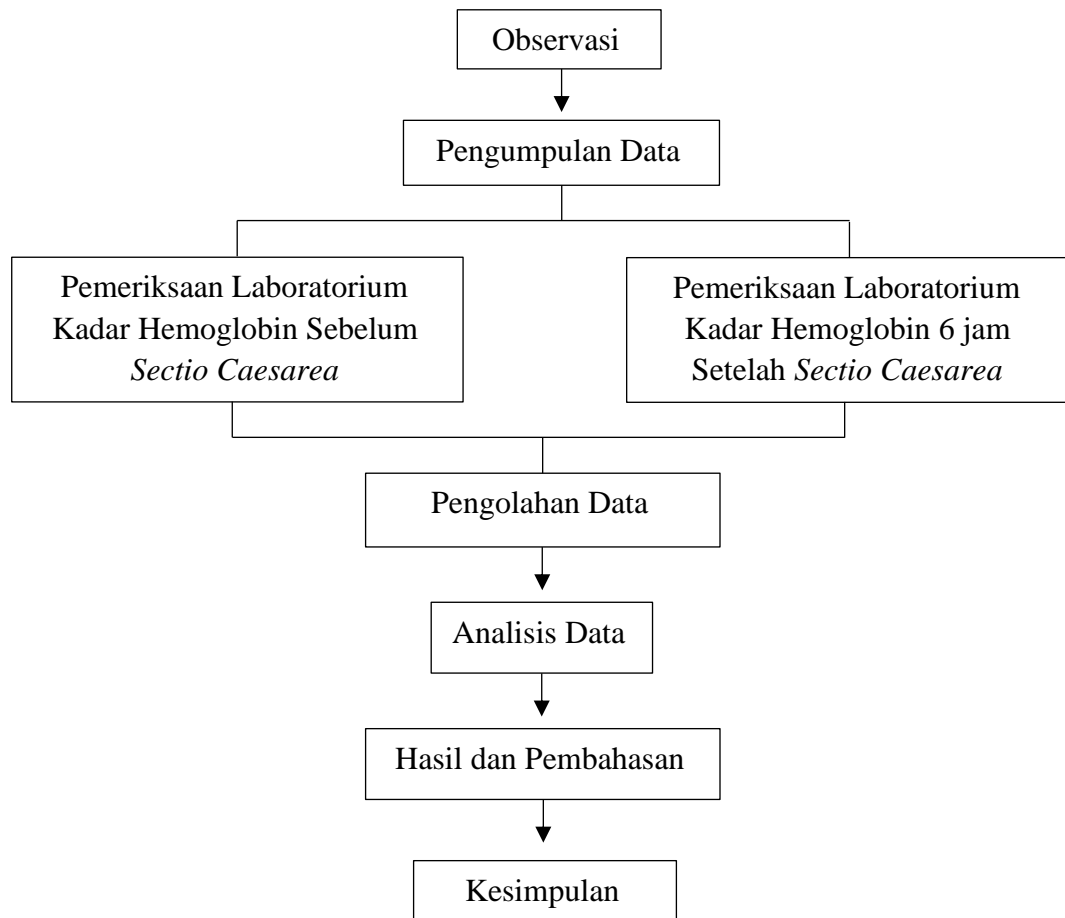 Observasi
Pengumpulan Data
Pemeriksaan Laboratorium
Kadar Hemoglobin Sebelum
Sectio Caesarea
Pemeriksaan Laboratorium
Kadar Hemoglobin 6 jam
Setelah Sectio Caesarea
Pengolahan Data
Analisis Data
Hasil dan Pembahasan
Kesimpulan